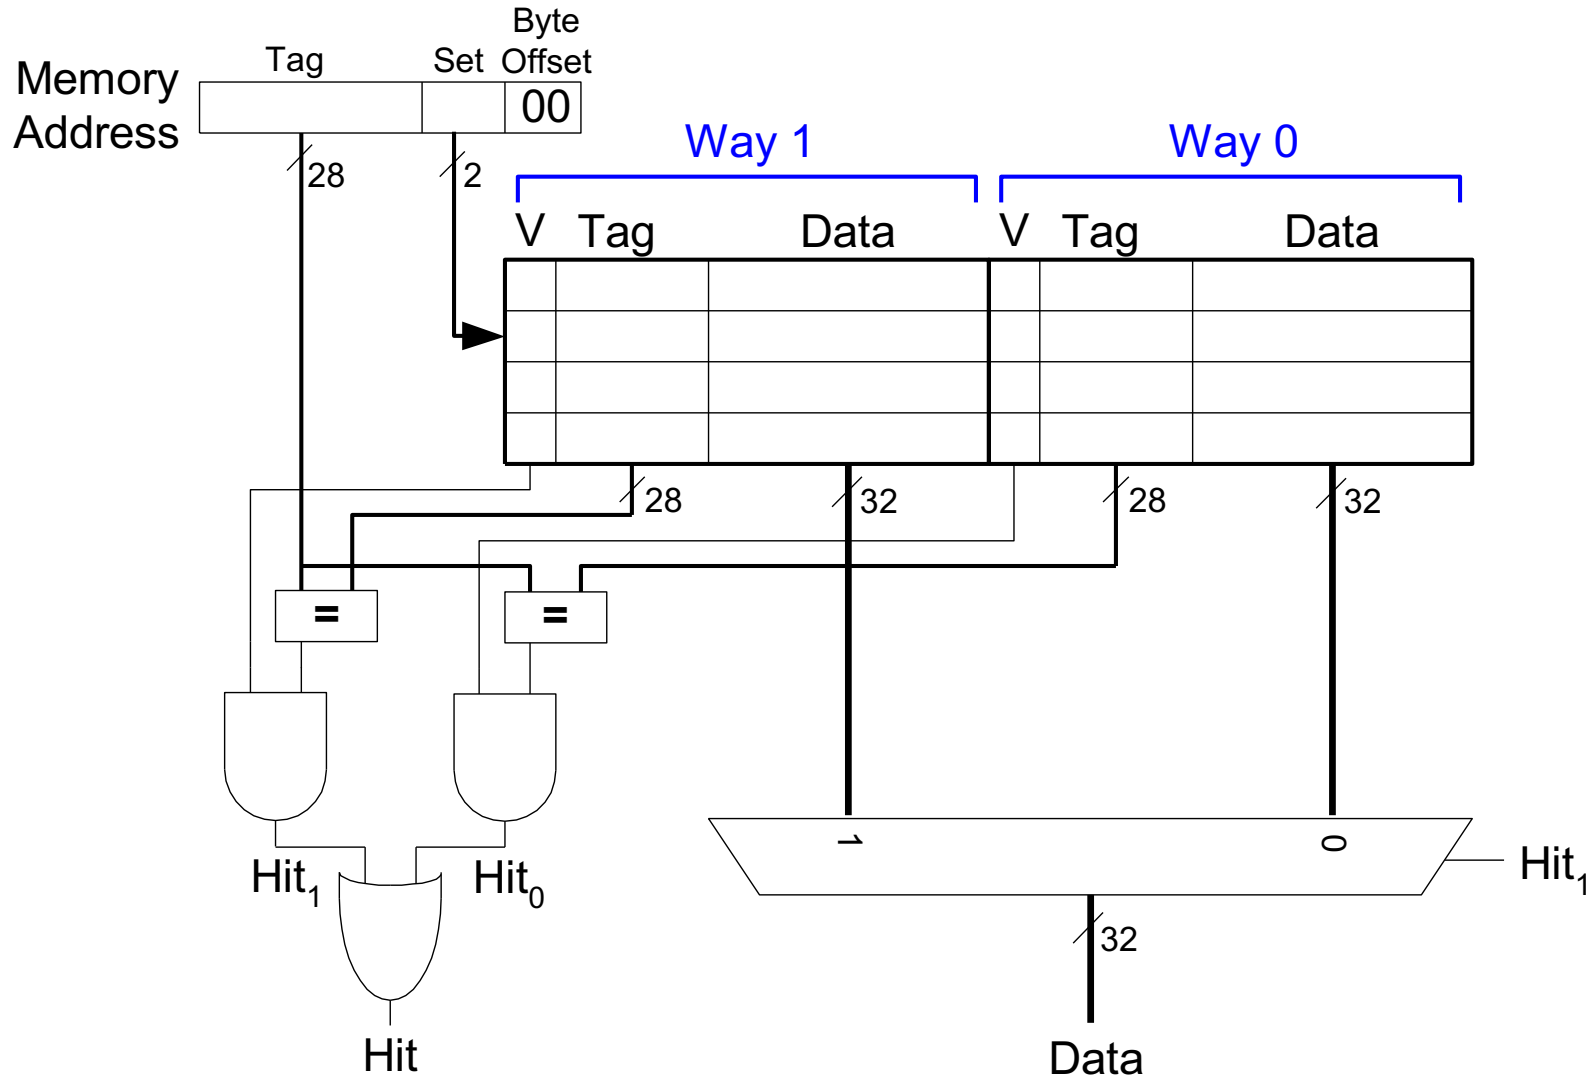 Byte
Tag Set Offset
Memory Address
00
28 2
Way 1 Way 0
V Tag Data V Tag Data
28 32 28 32
= =
1 0
Hit1 Hit0 Hit1
32
Hit Data